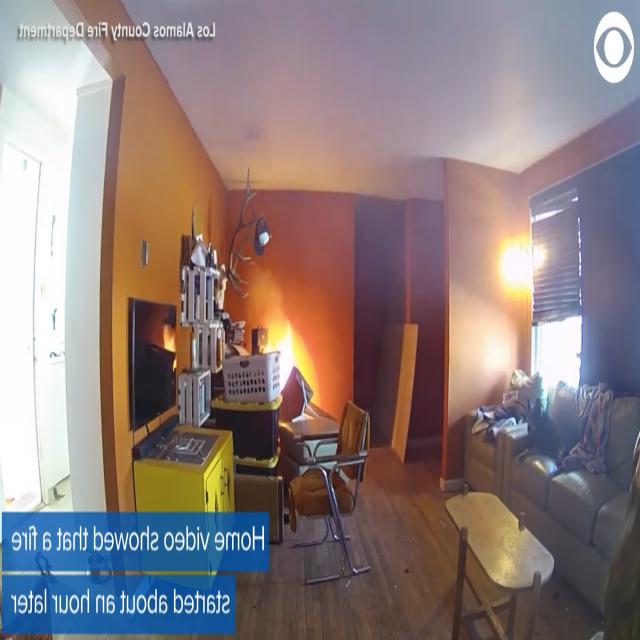 Los Alamos County Fire Department
Home video showed that a fire
started about an hour later